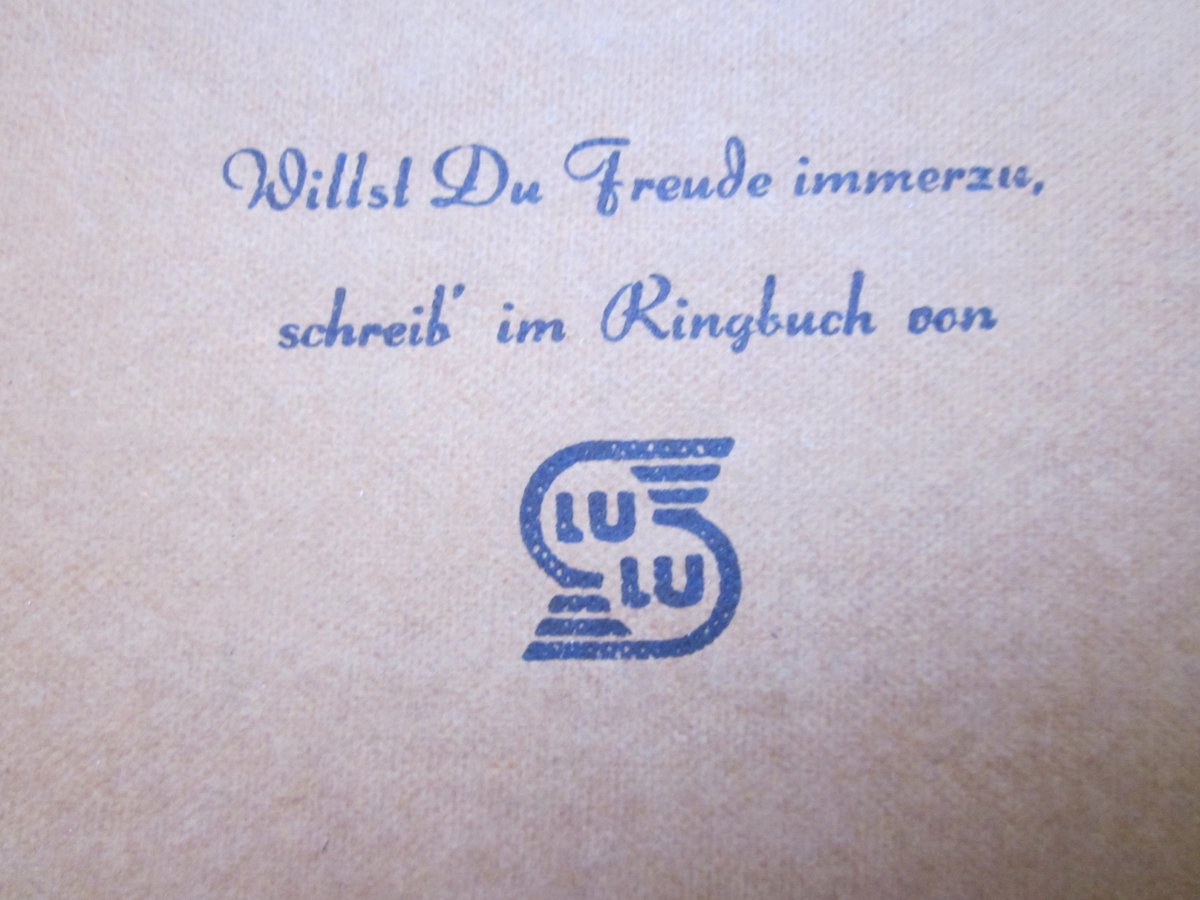 Willst Du Freude immerzu,
schreib' im Ringbuch von
LU
LU